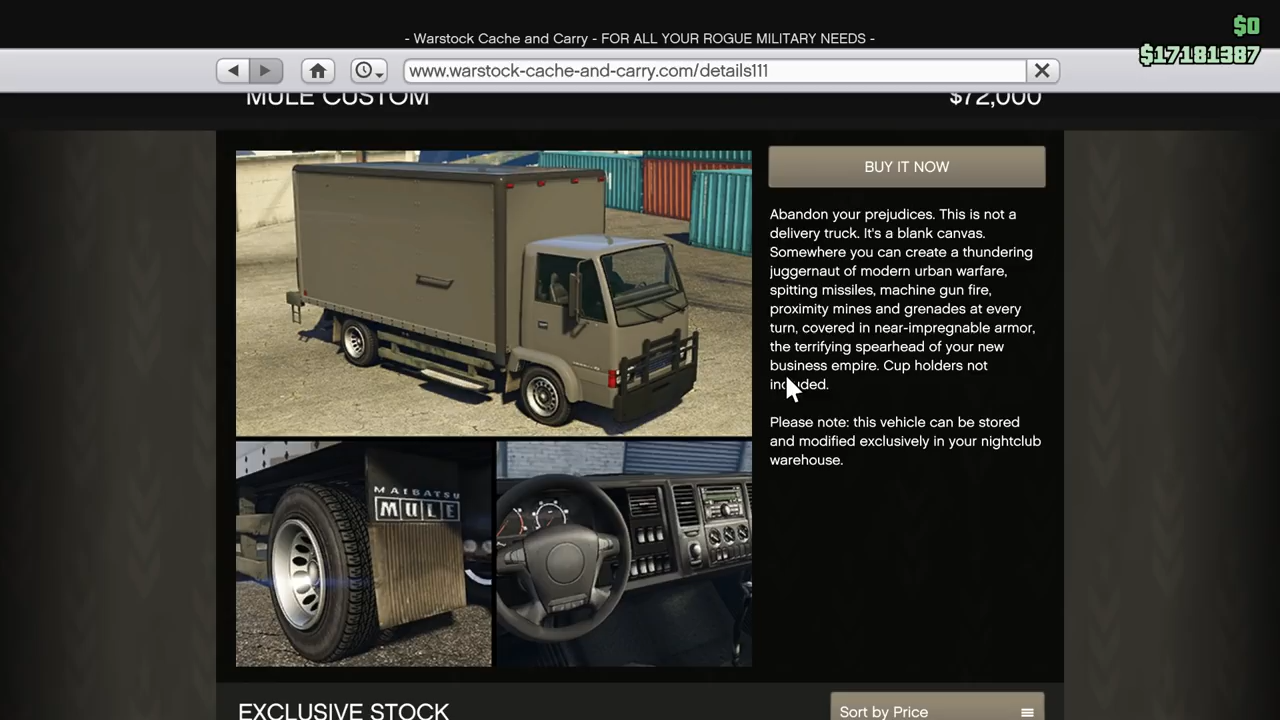 $0
- Warstock Cache and Carry - FOR ALL YOUR ROGUE MILITARY NEEDS -
$17181387
www.warstock-cache-and-carry.com/details111
MULE CUSTOM
$72,000
BUY IT NOW
Abandon your prejudices. This is not a
delivery truck. It's a blank canvas.
Somewhere you can create a thundering
juggernaut of modern urban warfare,
spitting missiles, machine gun fire,
proximity mines and grenades at every
turn, covered in near-impregnable armor,
the terrifying spearhead of your new
business empire. Cup holders not
included.
Please note: this vehicle can be stored
and modified exclusively in your nightclub
warehouse.
MAIBATSU
MULE
EXCLUSIVE STOCK
Sort by Price